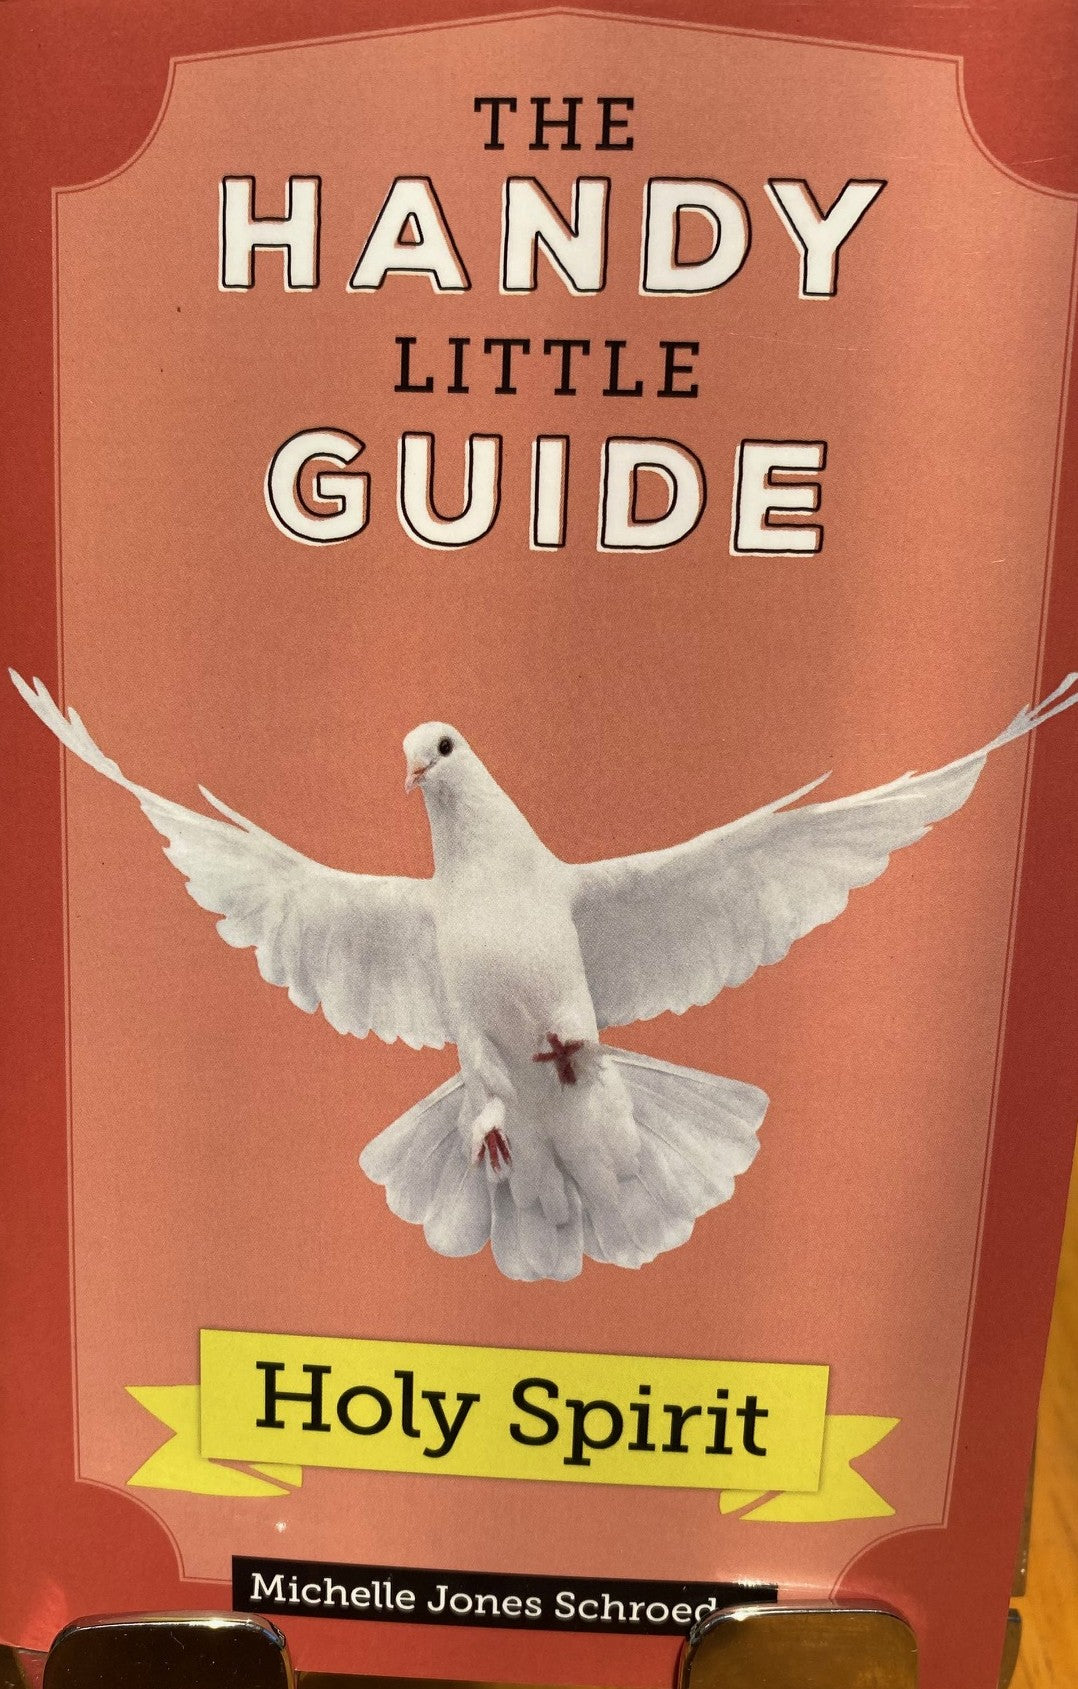 THE
HANDY
LITTLE
GUIDE
Holy Spirit
Michelle Jones